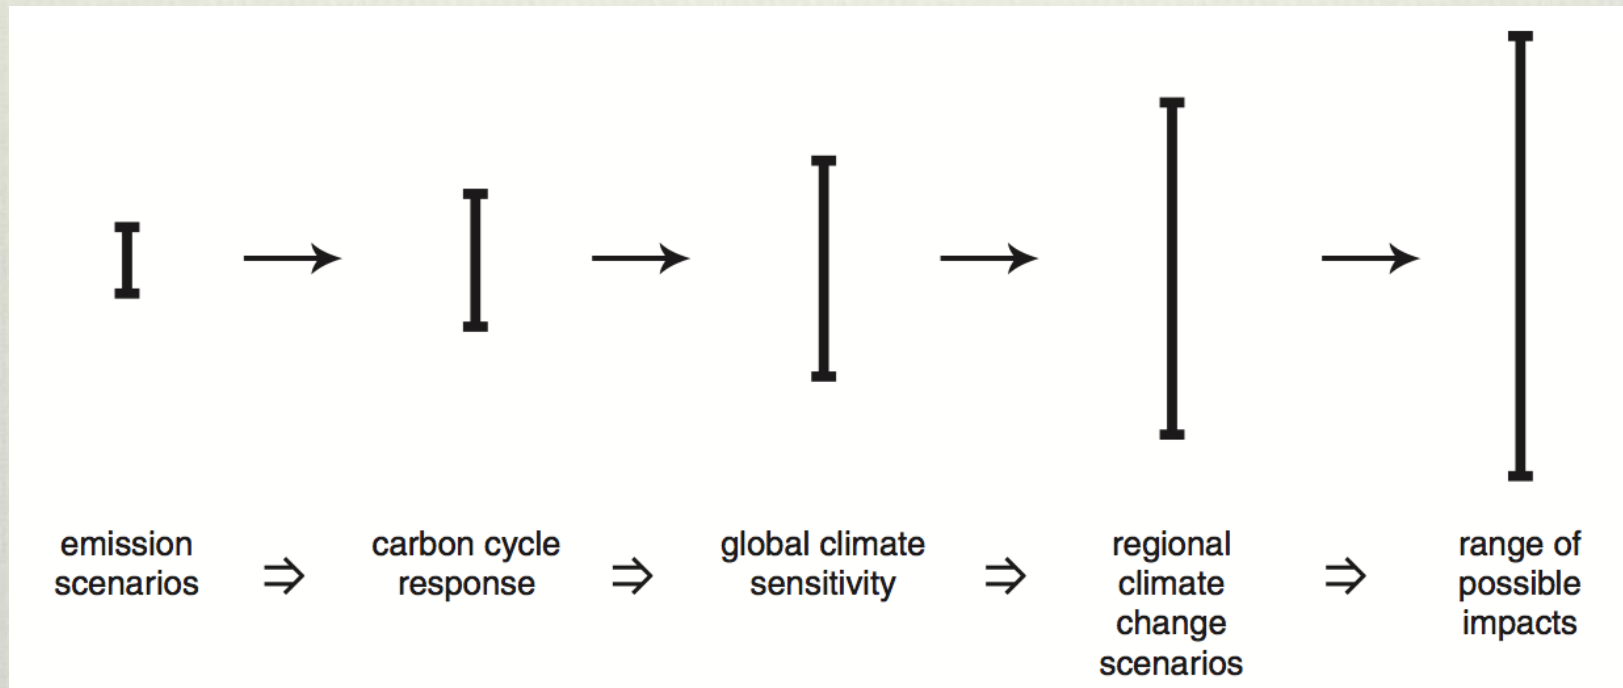 emission
scenarios
⇒
carbon cycle
response
⇒
global climate
sensitivity
⇒
regional
climate
change
scenarios
⇒
range of
possible
impacts